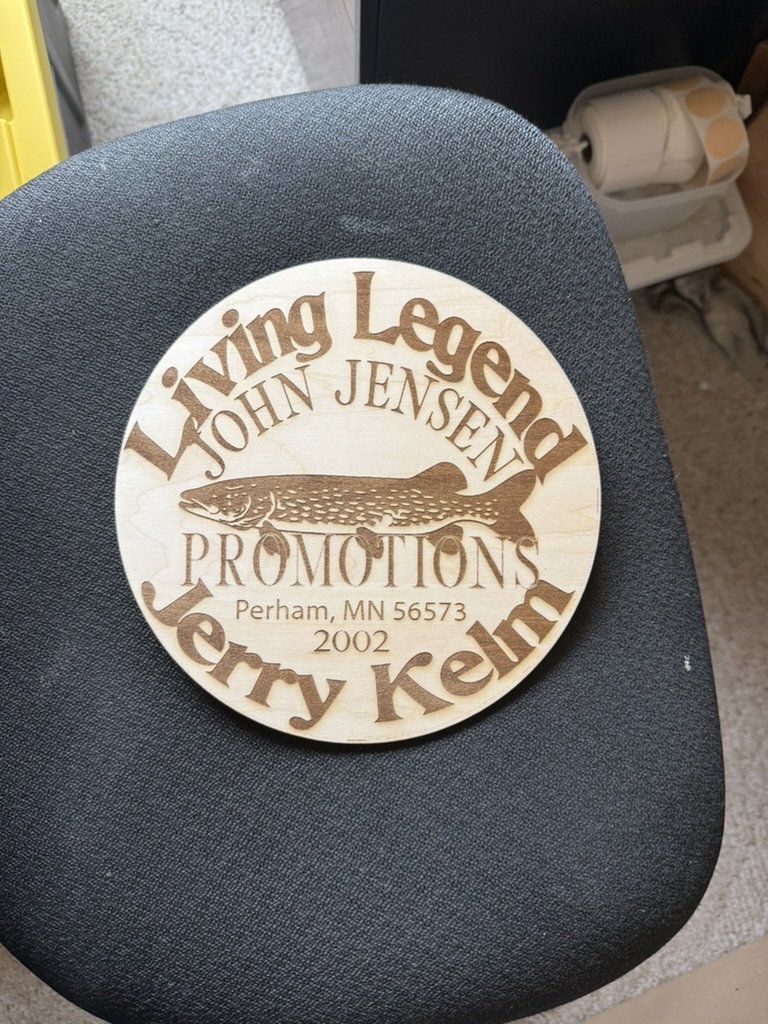 Living Legend
JOHN JENSEN
PROMOTIONS
Perham, MN 56573
2002
Jerry Kelm